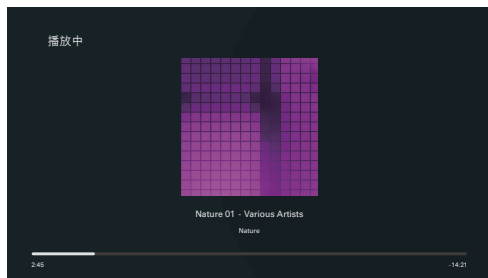 播放中
Nature 01 - Various Artists
Nature
2:45
-14:21